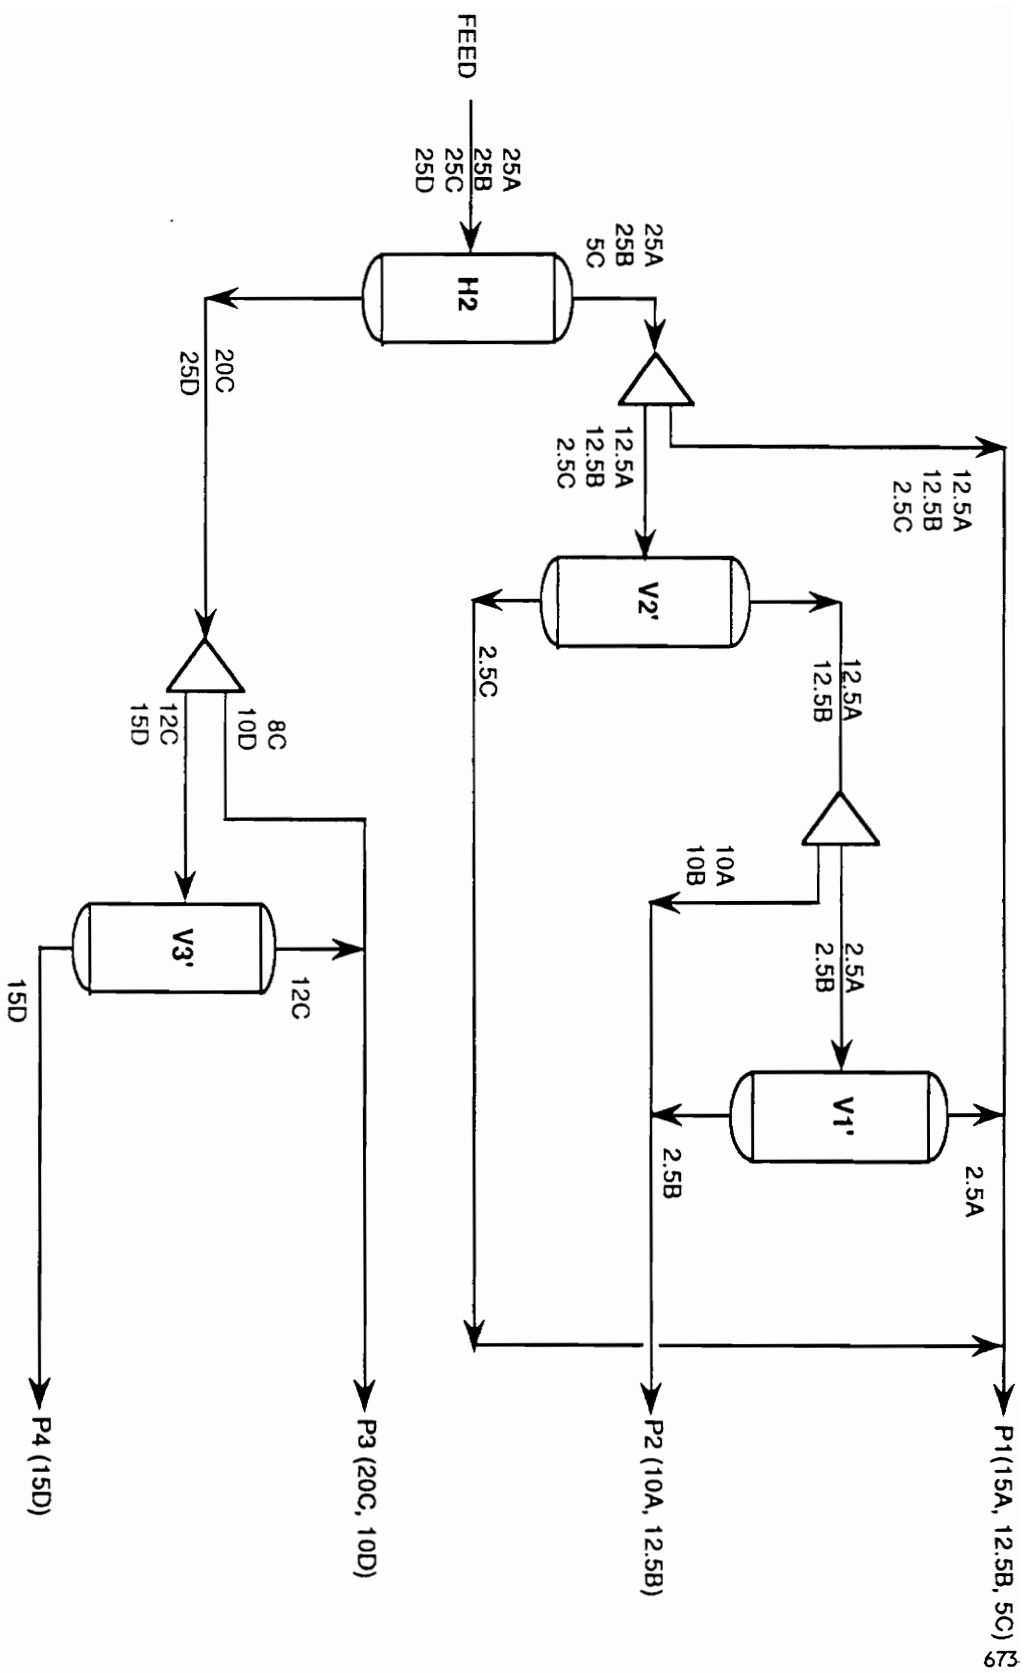 FEED
25A
25B
25C
25D
H2
25A
25B
5C
20C
25D
12.5A
12.5B
2.5C
12.5A
12.5B
2.5C
V2'
2.5C
12.5A
12.5B
10A
10B
2.5A
2.5B
V1'
2.5A
2.5B
8C
10D
12C
15D
V3'
12C
15D
P1(15A, 12.5B, 5C)
P2 (10A, 12.5B)
P3 (20C, 10D)
P4 (15D)
673